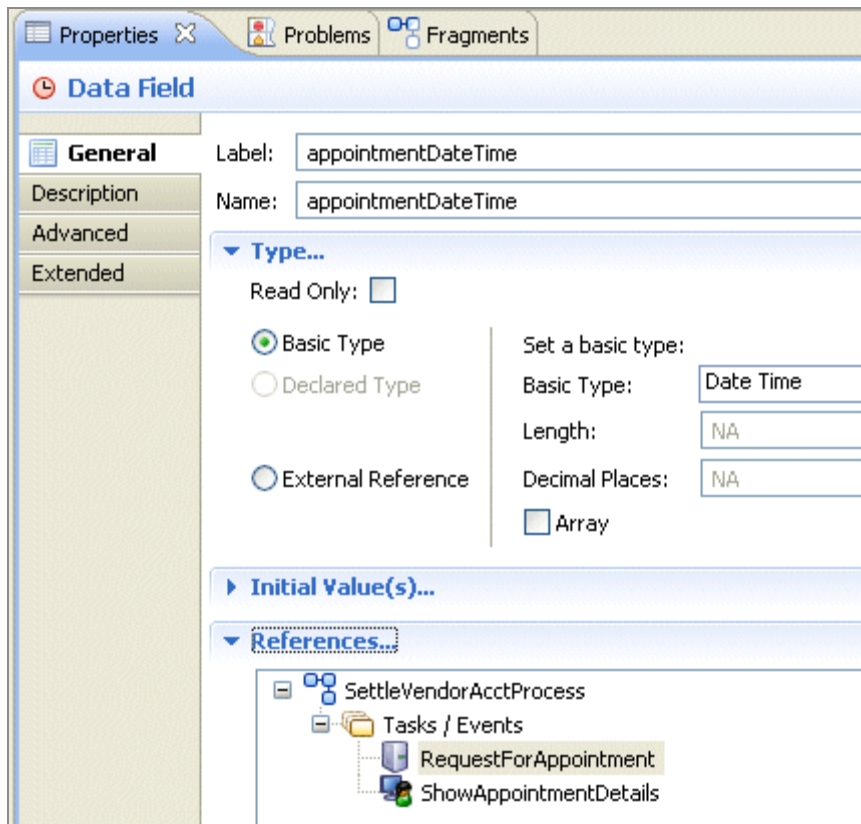 Properties Problems Fragments
Data Field
General
Description
Advanced
Extended
Label: appointmentDateTime
Name: appointmentDateTime
Type...
Read Only:
Basic Type
Declared Type
External Reference
Set a basic type:
Basic Type: Date Time
Length: NA
Decimal Places: NA
Array
Initial Value(s)...
References...
SettleVendorAcctProcess
Tasks / Events
RequestForAppointment
ShowAppointmentDetails